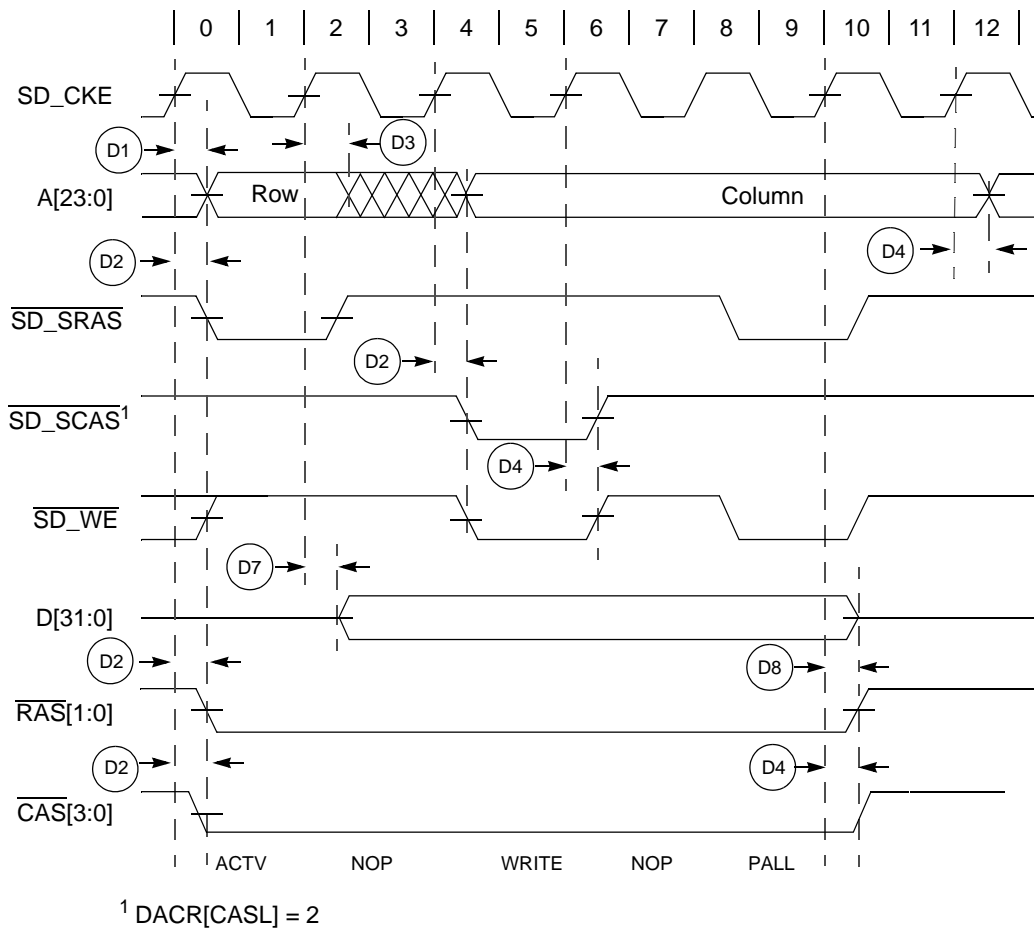 0 1 2 3 4 5 6 7 8 9 10 11 12
SD_CKE
D1
D3
A[23:0]
Row
Column
D2
D4
SD_SRAS
D2
SD_SCAS1
D4
SD_WE
D7
D[31:0]
D2
D8
RAS[1:0]
D2
D4
CAS[3:0]
ACTV NOP WRITE NOP PALL
1 DACR[CASL] = 2